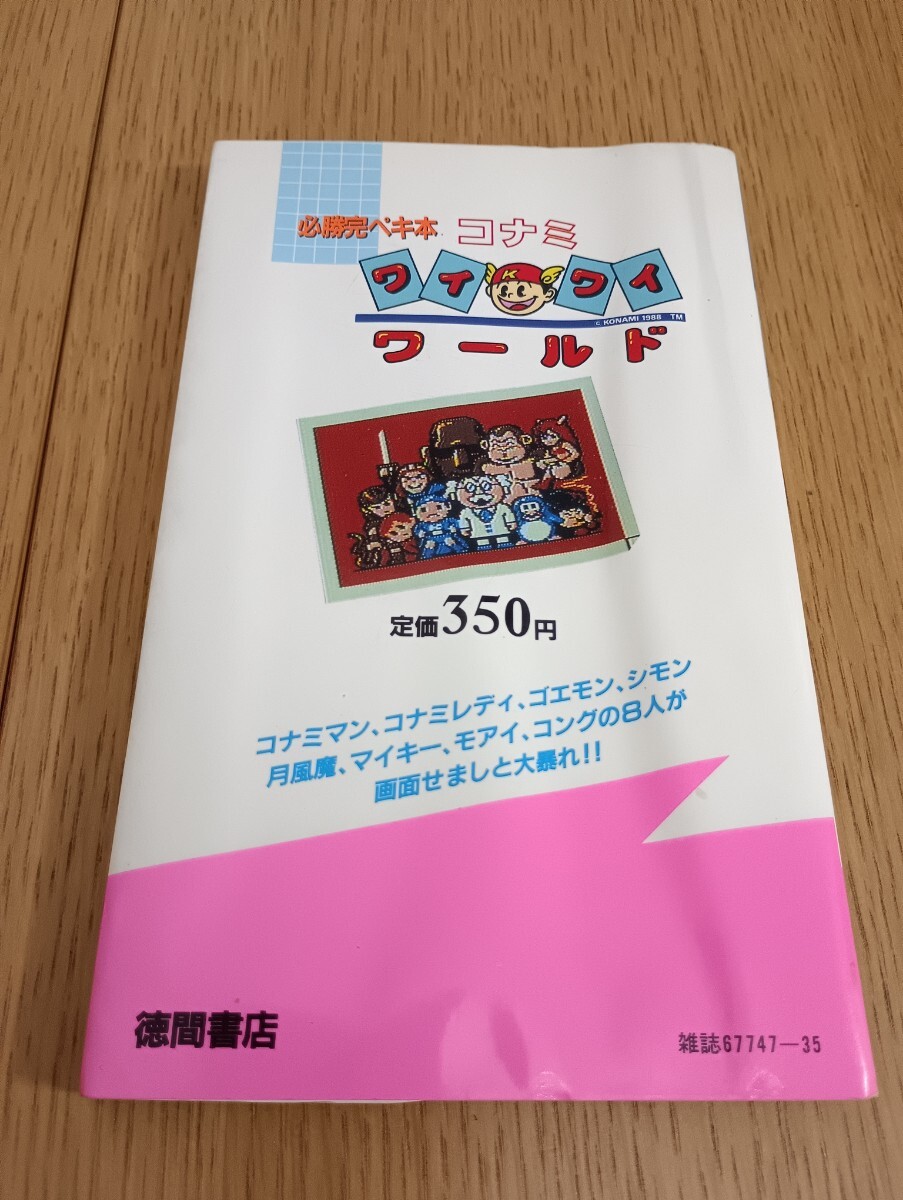 必勝完ペキ本 コナミ
ワイ K ワイ
© KONAMI 1988 TM
ワールド
定価350円
コナミマン、コナミレディ、ゴエモン、シモン
月風魔、マイキー、モアイ、コングの8人が
画面せましと大暴れ!!
徳間書店
雑誌67747—35